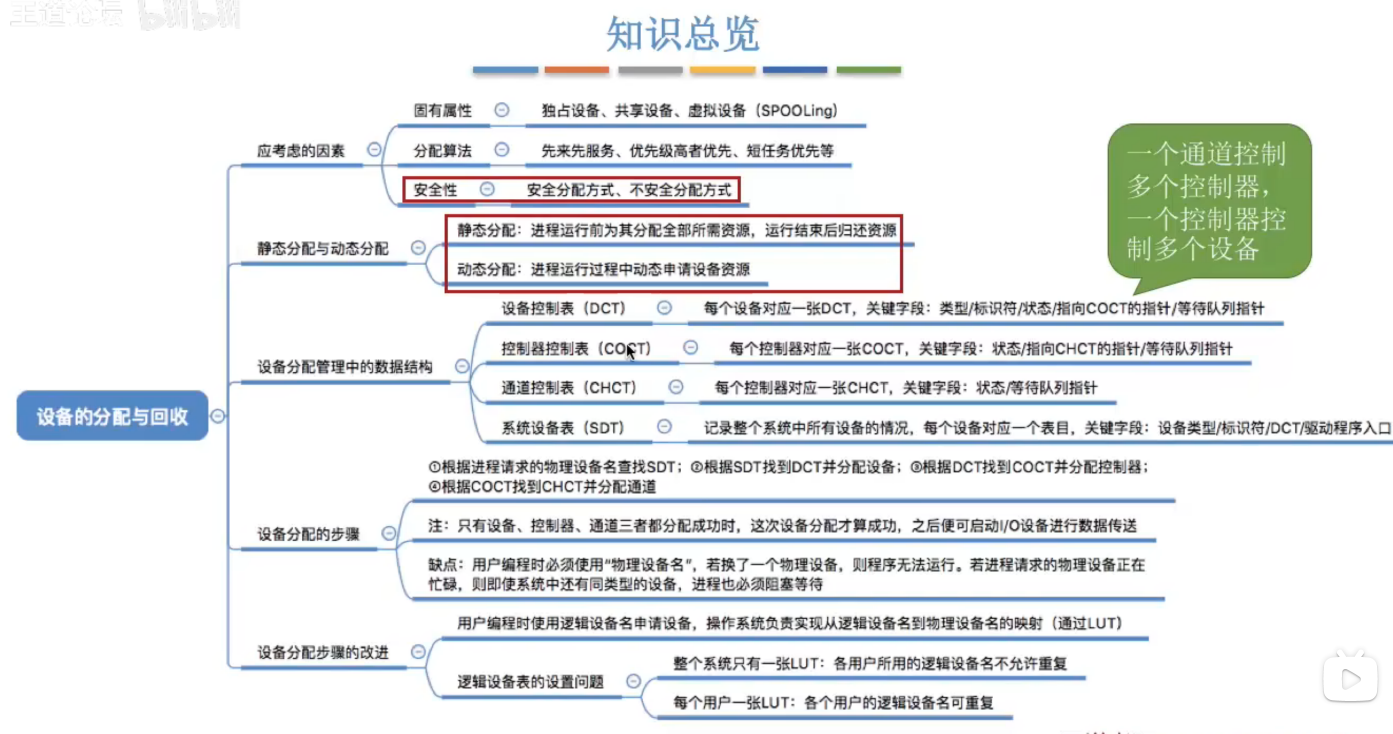 王道论坛 bilibili
知识总览
固有属性 独占设备、共享设备、虚拟设备（SPOOLing）
应考虑的因素
分配算法 先来先服务、优先级高者优先、短任务优先等
安全性 安全分配方式、不安全分配方式
一个通道控制
多个控制器，
一个控制器控
制多个设备
静态分配与动态分配
静态分配：进程运行前为其分配全部所需资源，运行结束后归还资源
动态分配：进程运行过程中动态申请设备资源
设备分配管理中的数据结构
设备控制表（DCT） 每个设备对应一张DCT，关键字段：类型/标识符/状态/指向COCT的指针/等待队列指针
控制器控制表（COCT） 每个控制器对应一张COCT，关键字段：状态/指向CHCT的指针/等待队列指针
通道控制表（CHCT） 每个控制器对应一张CHCT，关键字段：状态/等待队列指针
系统设备表（SDT） 记录整个系统中所有设备的情况，每个设备对应一个表目，关键字段：设备类型/标识符/DCT/驱动程序入口
设备的分配与回收
设备分配的步骤
①根据进程请求的物理设备名查找SDT；②根据SDT找到DCT并分配设备；③根据DCT找到COCT并分配控制器；
④根据COCT找到CHCT并分配通道
注：只有设备、控制器、通道三者都分配成功时，这次设备分配才算成功，之后便可启动I/O设备进行数据传送
缺点：用户编程时必须使用“物理设备名”，若换了一个物理设备，则程序无法运行。若进程请求的物理设备正在
忙碌，则即使系统中还有同类型的设备，进程也必须阻塞等待
设备分配步骤的改进
用户编程时使用逻辑设备名申请设备，操作系统负责实现从逻辑设备名到物理设备名的映射（通过LUT）
逻辑设备表的设置问题
整个系统只有一张LUT：各用户所用的逻辑设备名不允许重复
每个用户一张LUT：各个用户的逻辑设备名可重复